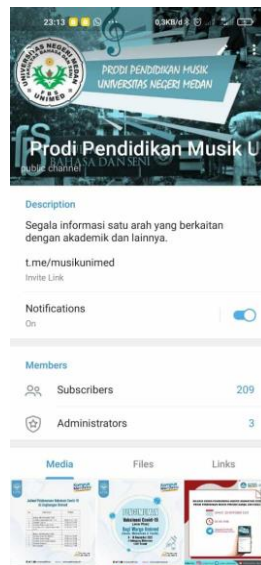 23:13
0,3KB/d
UNIVERSITAS NEGERI MEDAN
UNIMED
PRODI PENDIDIKAN MUSIK
UNIVERSITAS NEGERI MEDAN
Prodi Pendidikan Musik U
BAHASA DAN SENI
public channel
Description
Segala informasi satu arah yang berkaitan
dengan akademik dan lainnya.
t.me/musikunimed
Invite Link
Notifications
On
Members
Subscribers 209
Administrators 3
Media Files Links